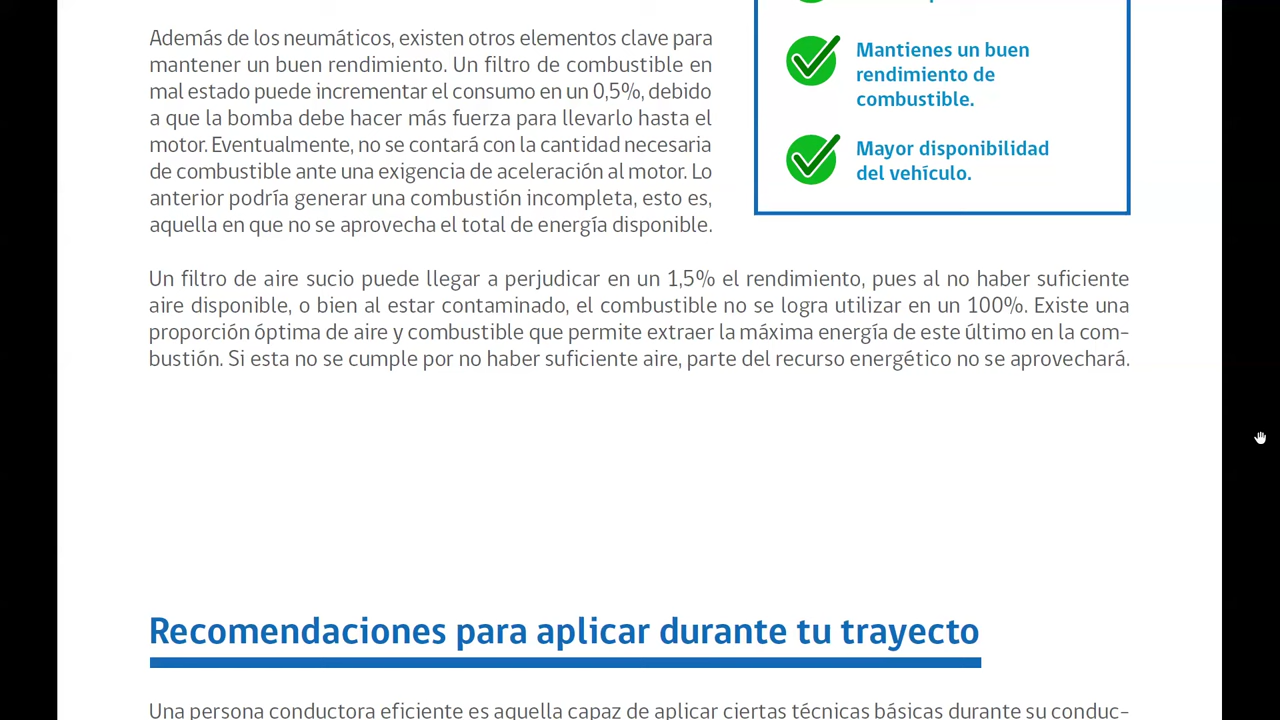 Además de los neumáticos, existen otros elementos clave para
mantener un buen rendimiento. Un filtro de combustible en
mal estado puede incrementar el consumo en un 0,5%, debido
a que la bomba debe hacer más fuerza para llevarlo hasta el
motor. Eventualmente, no se contará con la cantidad necesaria
de combustible ante una exigencia de aceleración al motor. Lo
anterior podría generar una combustión incompleta, esto es,
aquella en que no se aprovecha el total de energía disponible.
Mantienes un buen
rendimiento de
combustible.
Mayor disponibilidad
del vehículo.
Un filtro de aire sucio puede llegar a perjudicar en un 1,5% el rendimiento, pues al no haber suficiente
aire disponible, o bien al estar contaminado, el combustible no se logra utilizar en un 100%. Existe una
proporción óptima de aire y combustible que permite extraer la máxima energía de este último en la com-
bustión. Si esta no se cumple por no haber suficiente aire, parte del recurso energético no se aprovechará.
Recomendaciones para aplicar durante tu trayecto
Una persona conductora eficiente es aquella capaz de aplicar ciertas técnicas básicas durante su conduc-